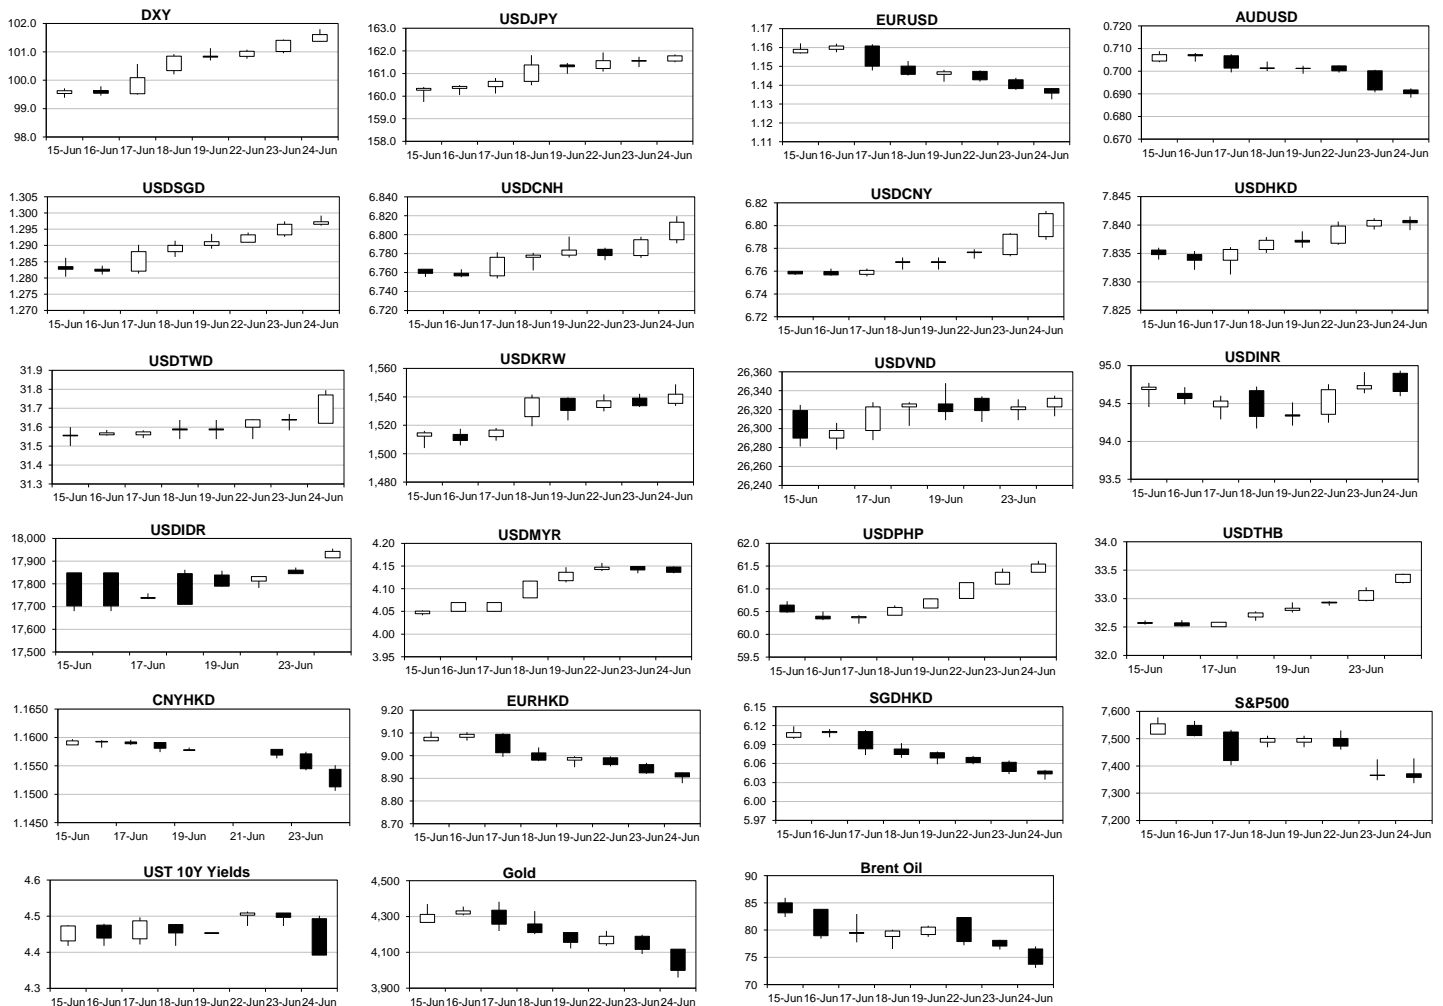 DXY
102.0
101.0
100.0
99.0
98.0
15-Jun 16-Jun 17-Jun 18-Jun 19-Jun 22-Jun 23-Jun 24-Jun
USDJPY
163.0
162.0
161.0
160.0
159.0
158.0
15-Jun 16-Jun 17-Jun 18-Jun 19-Jun 22-Jun 23-Jun 24-Jun
EURUSD
1.17
1.16
1.15
1.14
1.13
1.12
1.11
15-Jun 16-Jun 17-Jun 18-Jun 19-Jun 22-Jun 23-Jun 24-Jun
AUDUSD
0.720
0.710
0.700
0.690
0.680
0.670
15-Jun 16-Jun 17-Jun 18-Jun 19-Jun 22-Jun 23-Jun 24-Jun
USDSGD
1.305
1.300
1.295
1.290
1.285
1.280
1.275
1.270
15-Jun 16-Jun 17-Jun 18-Jun 19-Jun 22-Jun 23-Jun 24-Jun
USDCNH
6.840
6.820
6.800
6.780
6.760
6.740
6.720
15-Jun 16-Jun 17-Jun 18-Jun 19-Jun 22-Jun 23-Jun 24-Jun
USDCNY
6.82
6.80
6.78
6.76
6.74
6.72
15-Jun 16-Jun 17-Jun 18-Jun 19-Jun 22-Jun 23-Jun 24-Jun
USDHKD
7.845
7.840
7.835
7.830
7.825
15-Jun 16-Jun 17-Jun 18-Jun 19-Jun 22-Jun 23-Jun 24-Jun
USDTWD
31.9
31.8
31.7
31.6
31.5
31.4
31.3
15-Jun 16-Jun 17-Jun 18-Jun 19-Jun 22-Jun 23-Jun 24-Jun
USDKRW
1,560
1,540
1,520
1,500
1,480
15-Jun 16-Jun 17-Jun 18-Jun 19-Jun 22-Jun 23-Jun 24-Jun
USDVND
26,360
26,340
26,320
26,300
26,280
26,260
26,240
15-Jun 17-Jun 19-Jun 23-Jun
USDINR
95.0
94.5
94.0
93.5
15-Jun 16-Jun 17-Jun 18-Jun 19-Jun 22-Jun 23-Jun 24-Jun
USDIDR
18,000
17,900
17,800
17,700
17,600
17,500
15-Jun 17-Jun 19-Jun 23-Jun
USDMYR
4.20
4.15
4.10
4.05
4.00
3.95
15-Jun 16-Jun 17-Jun 18-Jun 19-Jun 22-Jun 23-Jun 24-Jun
USDPHP
62.0
61.5
61.0
60.5
60.0
59.5
15-Jun 16-Jun 17-Jun 18-Jun 19-Jun 22-Jun 23-Jun 24-Jun
USDTHB
34.0
33.5
33.0
32.5
32.0
15-Jun 17-Jun 19-Jun 23-Jun
CNYHKD
1.1650
1.1600
1.1550
1.1500
1.1450
15-Jun 17-Jun 19-Jun 21-Jun 23-Jun
EURHKD
9.20
9.10
9.00
8.90
8.80
8.70
15-Jun 16-Jun 17-Jun 18-Jun 19-Jun 22-Jun 23-Jun 24-Jun
SGDHKD
6.15
6.12
6.09
6.06
6.03
6.00
5.97
15-Jun 16-Jun 17-Jun 18-Jun 19-Jun 22-Jun 23-Jun 24-Jun
S&P500
7,600
7,500
7,400
7,300
7,200
15-Jun 16-Jun 17-Jun 18-Jun 19-Jun 22-Jun 23-Jun 24-Jun
UST 10Y Yields
4.6
4.5
4.4
4.3
15-Jun 16-Jun 17-Jun 18-Jun 19-Jun 22-Jun 23-Jun 24-Jun
Gold
4,500
4,300
4,100
3,900
15-Jun 16-Jun 17-Jun 18-Jun 19-Jun 22-Jun 23-Jun 24-Jun
Brent Oil
90
85
80
75
70
15-Jun 16-Jun 17-Jun 18-Jun 19-Jun 22-Jun 23-Jun 24-Jun